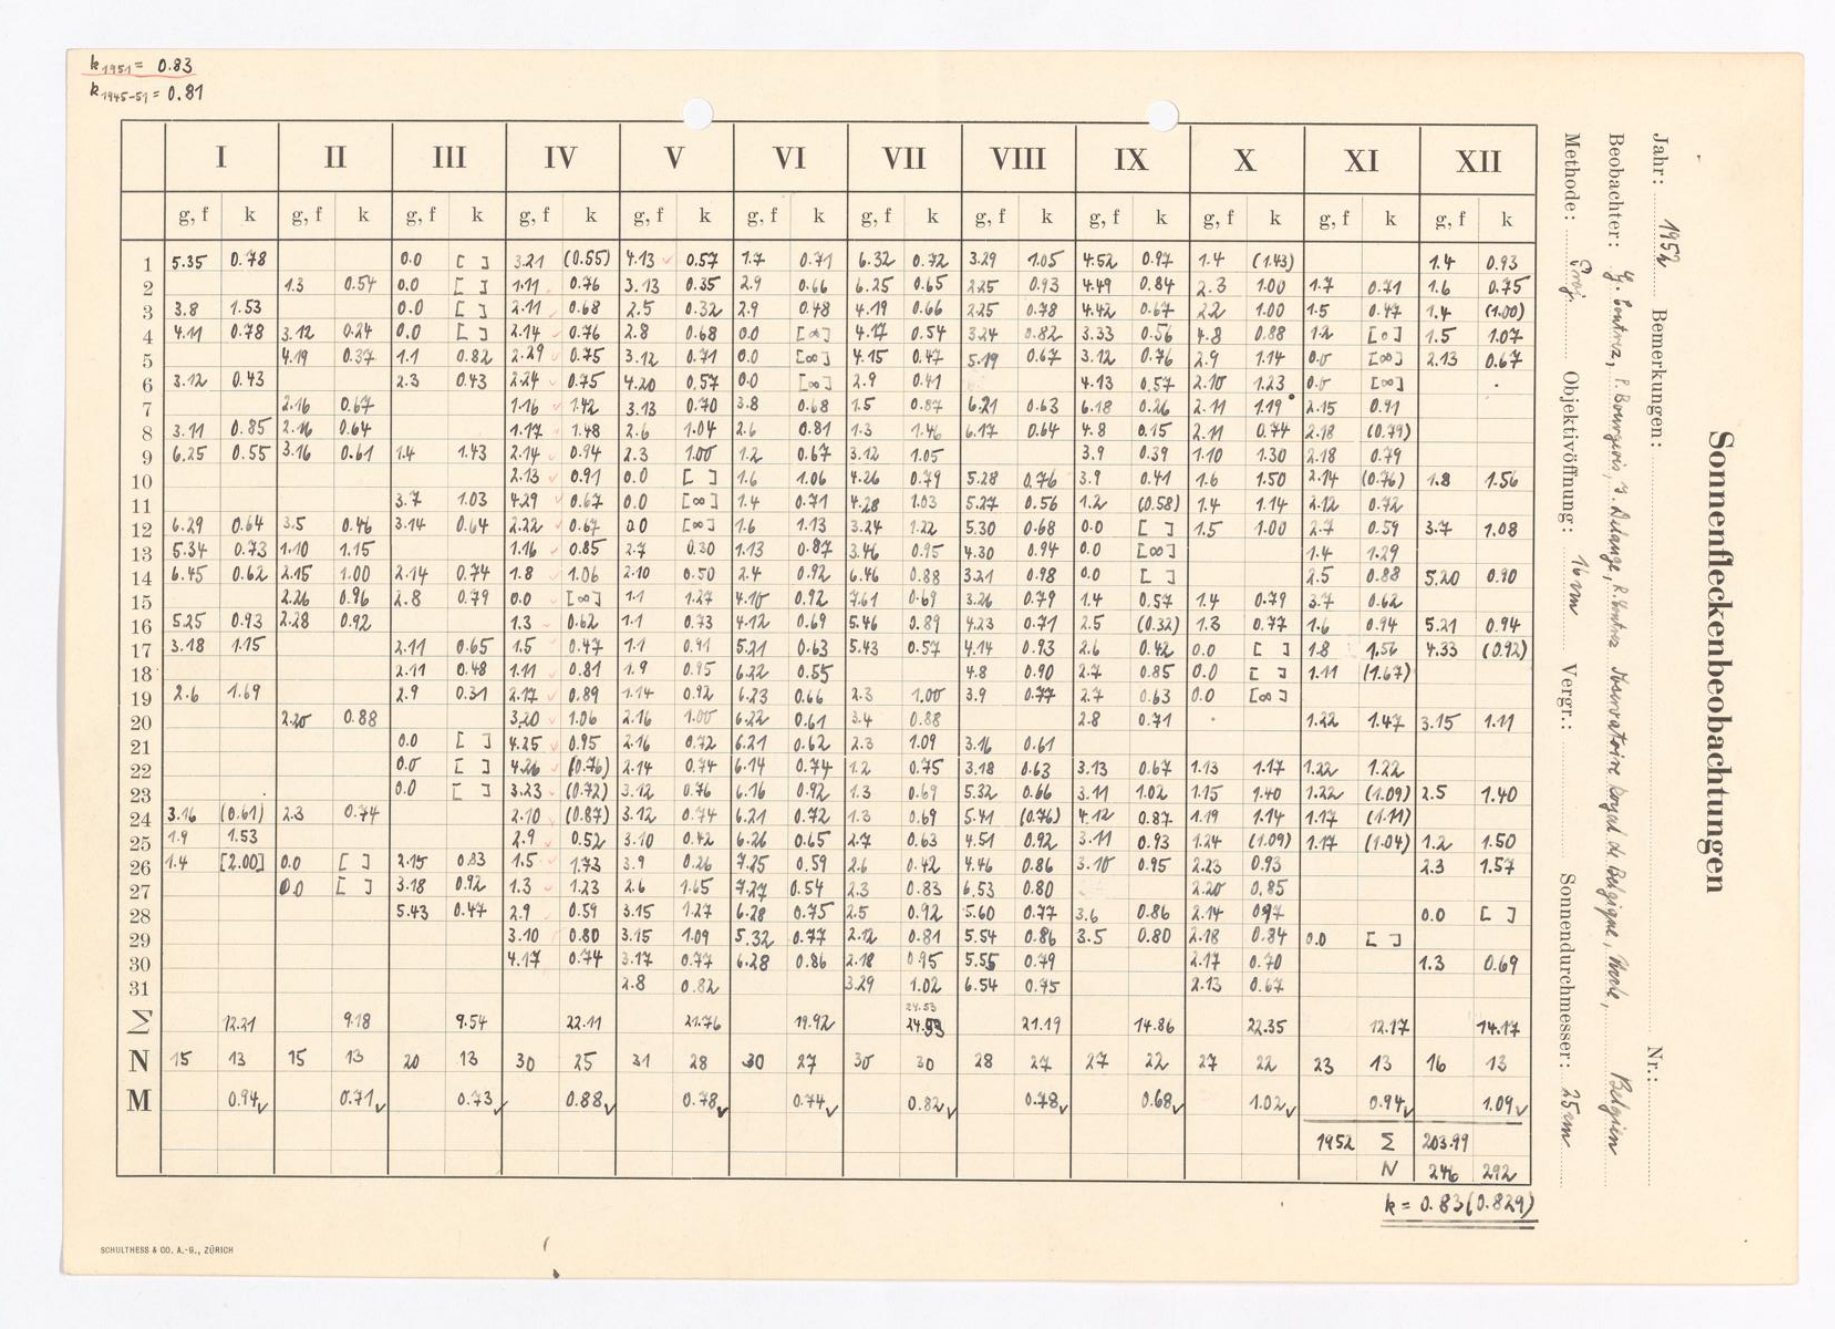 k 1951 = 0.83
k 1945-51 = 0.81
I II III IV V VI VII VIII IX X XI XII
g, f k g, f k g, f k g, f k g, f k g, f k g, f k g, f k g, f k g, f k g, f k g, f k
1 5.35 0.78 0.0 [ ] 3.21 (0.55) 4.13 0.57 1.7 0.71 6.32 0.72 3.29 1.05 4.52 0.97 1.4 (1.43) 1.4 0.93
2 1.3 0.54 0.0 [ ] 1.11 0.76 3.13 0.35 2.9 0.66 6.25 0.65 2.25 0.93 4.49 0.84 2.3 1.00 1.7 0.71 1.6 0.75
3 3.8 1.53 0.0 [ ] 2.11 0.68 2.5 0.32 2.9 0.48 4.19 0.66 2.25 0.78 4.42 0.67 2.2 1.00 1.5 0.47 1.4 (1.00)
4 4.11 0.78 3.12 0.24 0.0 [ ] 2.14 0.76 2.8 0.68 0.0 [∞] 4.17 0.54 3.24 0.82 3.33 0.56 4.8 0.88 1.2 [0] 1.5 1.07
5 4.19 0.37 1.1 0.82 2.29 0.75 3.12 0.71 0.0 [∞] 4.15 0.47 5.19 0.67 3.12 0.76 2.9 1.14 0.0 [∞] 2.13 0.67
6 3.12 0.43 2.3 0.43 2.24 0.75 4.20 0.57 0.0 [∞] 2.9 0.41 4.13 0.57 2.10 1.23 0.0 [∞]
7 2.16 0.67 1.16 1.42 3.13 0.70 3.8 0.68 1.5 0.87 6.21 0.63 6.18 0.26 2.11 1.19 2.15 0.91
8 3.11 0.85 2.16 0.64 1.17 1.48 2.6 1.04 2.6 0.81 1.3 1.46 6.17 0.64 4.8 0.15 2.11 0.74 2.18 (0.79)
9 6.25 0.55 3.16 0.61 1.4 1.43 2.14 0.94 2.3 1.00 1.2 0.67 3.12 1.05 3.9 0.39 1.10 1.30 2.18 0.79
10 2.13 0.91 0.0 [ ] 1.6 1.06 4.26 0.79 5.28 0.76 3.9 0.41 1.6 1.50 2.14 (0.76) 1.8 1.56
11 3.7 1.03 4.29 0.67 0.0 [∞] 1.4 0.71 4.28 1.03 5.27 0.56 1.2 (0.58) 1.4 1.14 2.12 0.72
12 6.29 0.64 3.5 0.46 3.14 0.64 2.22 0.67 0.0 [∞] 1.6 1.13 3.24 1.22 5.30 0.68 0.0 [ ] 1.5 1.00 2.7 0.59 3.7 1.08
13 5.34 0.73 1.10 1.15 1.16 0.85 2.7 0.30 1.13 0.87 3.46 0.95 4.30 0.94 0.0 [∞] 1.4 1.29
14 6.45 0.62 2.15 1.00 2.14 0.74 1.8 1.06 2.10 0.50 2.4 0.92 6.46 0.88 3.21 0.98 0.0 [ ] 2.5 0.88 5.20 0.90
15 2.26 0.96 2.8 0.79 0.0 [∞] 1.1 1.27 4.10 0.92 7.61 0.69 3.26 0.79 1.4 0.57 1.4 0.79 3.7 0.62
16 5.25 0.93 2.28 0.92 1.3 0.62 1.1 0.73 4.12 0.69 5.46 0.89 4.23 0.71 2.5 (0.32) 1.3 0.77 1.6 0.94 5.21 0.94
17 3.18 1.15 2.11 0.65 1.5 0.47 1.1 0.91 5.21 0.63 5.43 0.57 4.14 0.93 2.6 0.42 0.0 [ ] 1.8 1.56 4.33 (0.92)
18 2.11 0.48 1.11 0.81 1.9 0.95 6.22 0.55 4.8 0.90 2.7 0.85 0.0 [ ] 1.11 (1.67)
19 2.6 1.69 2.9 0.31 2.17 0.89 1.14 0.92 6.23 0.66 2.3 1.00 3.9 0.77 2.7 0.63 0.0 [∞]
20 2.20 0.88 3.20 1.06 2.16 1.00 6.22 0.61 3.4 0.88 2.8 0.71 1.22 1.47 3.15 1.11
21 0.0 [ ] 4.25 0.95 2.16 0.72 6.21 0.62 2.3 1.09 3.16 0.61
22 0.0 [ ] 4.26 (0.76) 2.14 0.74 6.14 0.74 1.2 0.75 3.18 0.63 3.13 0.67 1.13 1.17 1.22 1.22
23 0.0 [ ] 3.23 (0.72) 3.12 0.76 6.16 0.92 1.3 0.69 5.32 0.66 3.11 1.02 1.15 1.40 1.22 (1.09) 2.5 1.40
24 3.16 (0.61) 2.3 0.74 2.10 (0.87) 3.12 0.74 6.21 0.72 1.3 0.69 5.41 (0.76) 4.12 0.87 1.19 1.14 1.17 (1.11)
25 1.9 1.53 2.9 0.52 3.10 0.42 6.26 0.65 2.7 0.63 4.51 0.92 3.11 0.93 1.24 (1.09) 1.17 (1.04) 1.2 1.50
26 1.4 [2.00] 0.0 [ ] 2.15 0.83 1.5 1.73 3.9 0.26 7.25 0.59 2.6 0.42 4.46 0.86 3.10 0.95 2.23 0.93 2.3 1.57
27 0.0 [ ] 3.18 0.92 1.3 1.23 2.6 1.65 7.27 0.54 2.3 0.83 6.53 0.80 2.20 0.85
28 5.43 0.47 2.9 0.59 3.15 1.27 6.28 0.75 2.5 0.92 5.60 0.77 3.6 0.86 2.14 0.97 0.0 [ ]
29 3.10 0.80 3.15 1.09 5.32 0.77 2.12 0.81 5.54 0.86 3.5 0.80 2.18 0.84 0.0 [ ]
30 4.17 0.74 3.17 0.77 6.28 0.86 2.18 0.95 5.55 0.79 2.17 0.70 1.3 0.69
31 2.8 0.82 3.29 1.02 6.54 0.75 2.13 0.67
24.53
Σ 12.21 9.18 9.54 22.11 21.76 19.92 24.53 21.19 14.86 22.35 12.17 14.17
N 15 13 15 13 20 13 30 25 31 28 30 27 30 30 28 27 27 22 27 22 23 13 16 13
M 0.94 0.71 0.73 0.88 0.78 0.74 0.82 0.78 0.68 1.02 0.94 1.09
1952 Σ 203.99
N 246 292
k = 0.83 (0.829)
SCHULTHESS & CO. A.-G., ZÜRICH
Sonnenfleckenbeobachtungen
Jahr: 1952 Bemerkungen: Nr.:
Beobachter: P. Bourgeois, Observatoire Royal de Belgique, Uccle, Belgien
Methode: Proj. Objektivöffnung: 16 cm Vergr.: Sonnendurchmesser: 25 cm